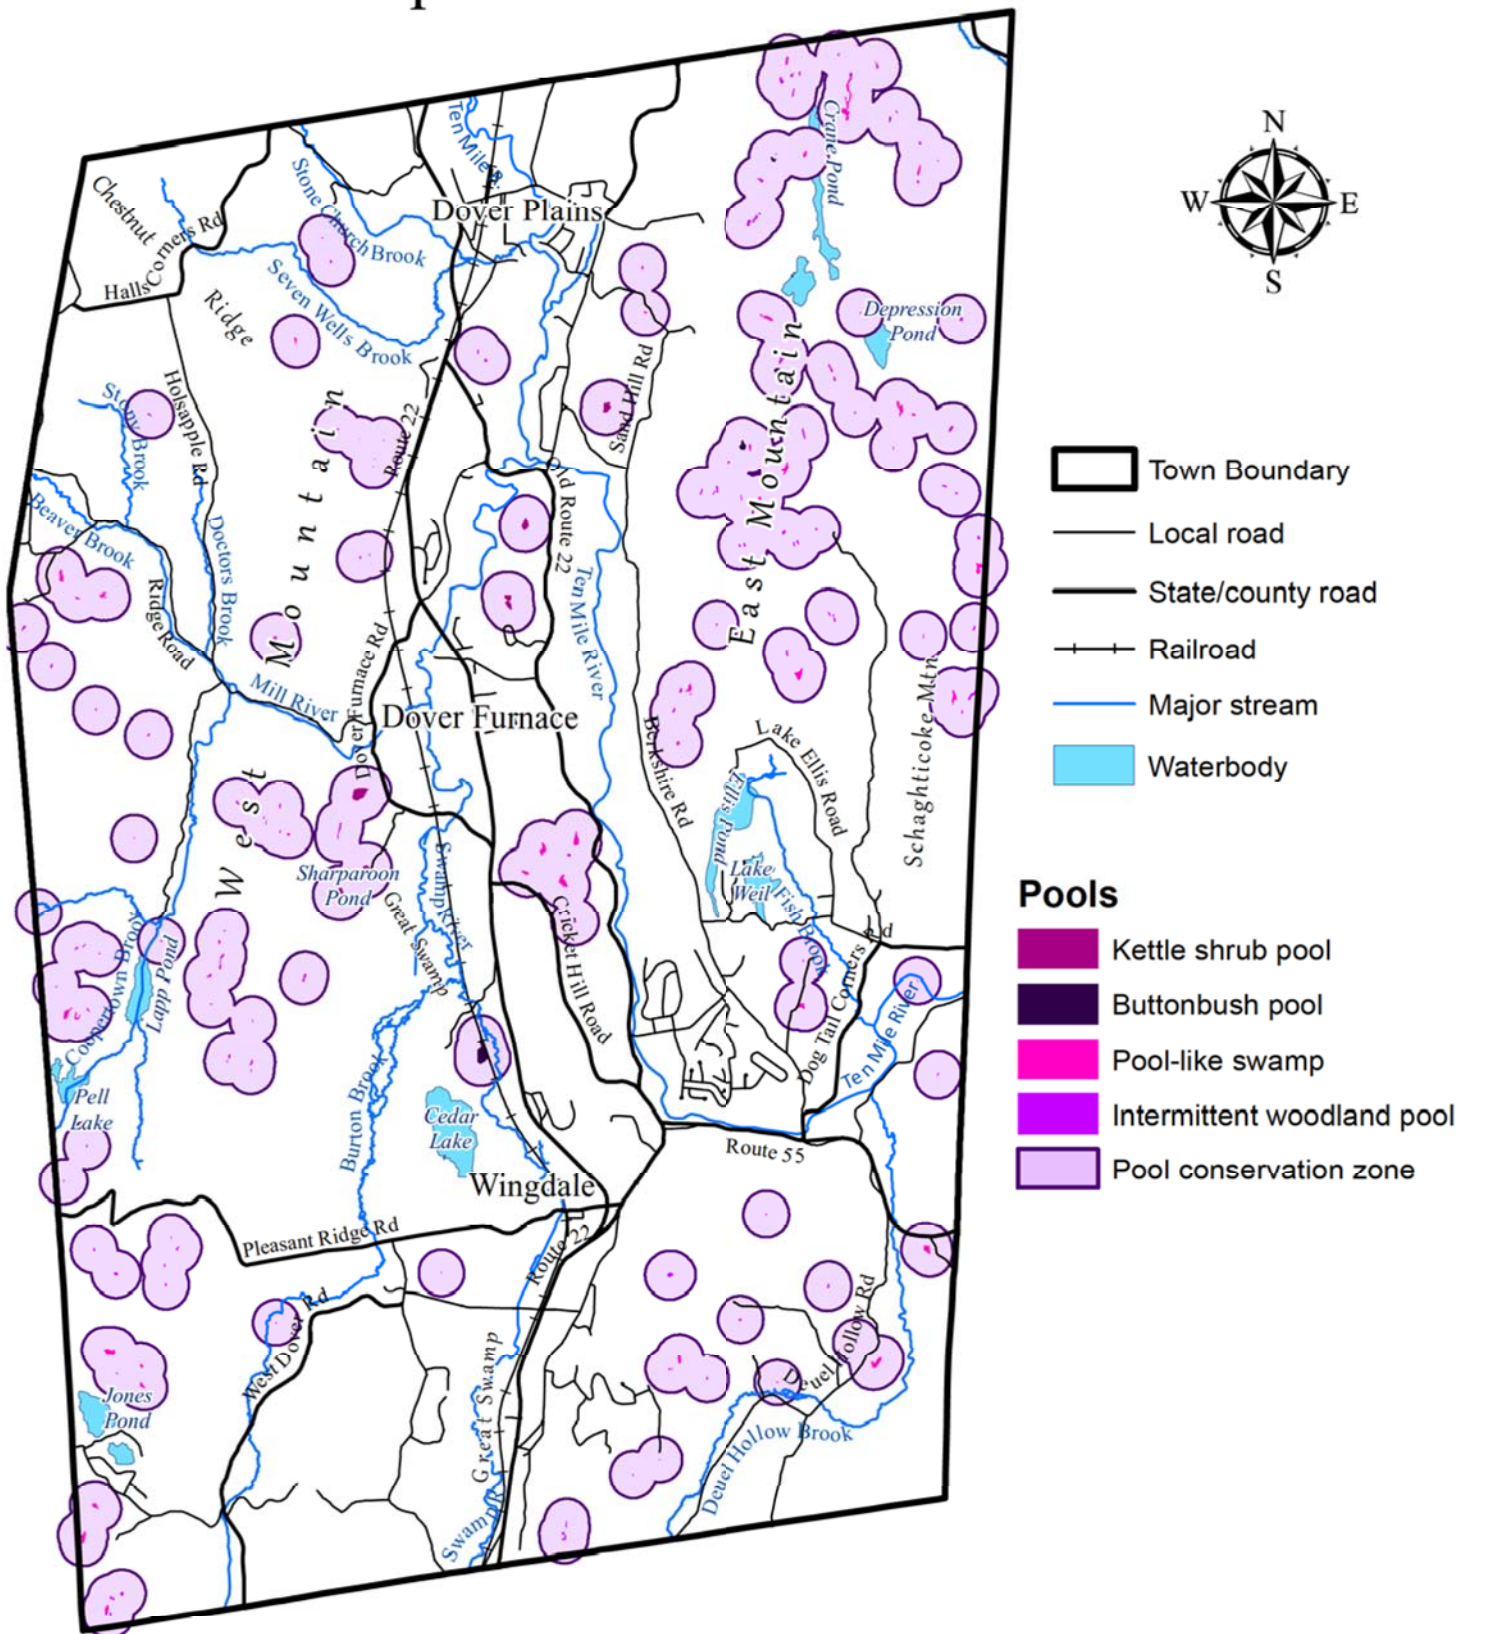 Ten Mile R.
Crane Pond
Chestnut
Ridge
Stone Church Brook
Dover Plains
Halls Corners Rd
Seven Wells Brook
Depression
Pond
Holsapple Rd
Stony Brook
Route 22
Sand Hill Rd
East Mountain
West Mountain
Beaver Brook
Doctors Brook
Ridge Road
Old Route 22
Ten Mile River
Mill River
Dover Furnace Rd
Dover Furnace
Berkshire Rd
Lake Ellis Road
Ellis Pond
Schaghticoke Mtn
Lake
Weil
Fish Brook
Sharparoon
Pond
Swamp River
Great Swamp
Cricket Hill Road
Coopertown Brook
Lapp Pond
Dog Tail Corners Rd
Ten Mile River
Pell
Lake
Burton Brook
Cedar
Lake
Route 55
Wingdale
Pleasant Ridge Rd
Route 22
West Dover Rd
Deuel Hollow Rd
Jones
Pond
Great Swamp
Deuel Hollow Brook
Swamp R
N
W
E
S
Town Boundary
Local road
State/county road
Railroad
Major stream
Waterbody
Pools
Kettle shrub pool
Buttonbush pool
Pool-like swamp
Intermittent woodland pool
Pool conservation zone